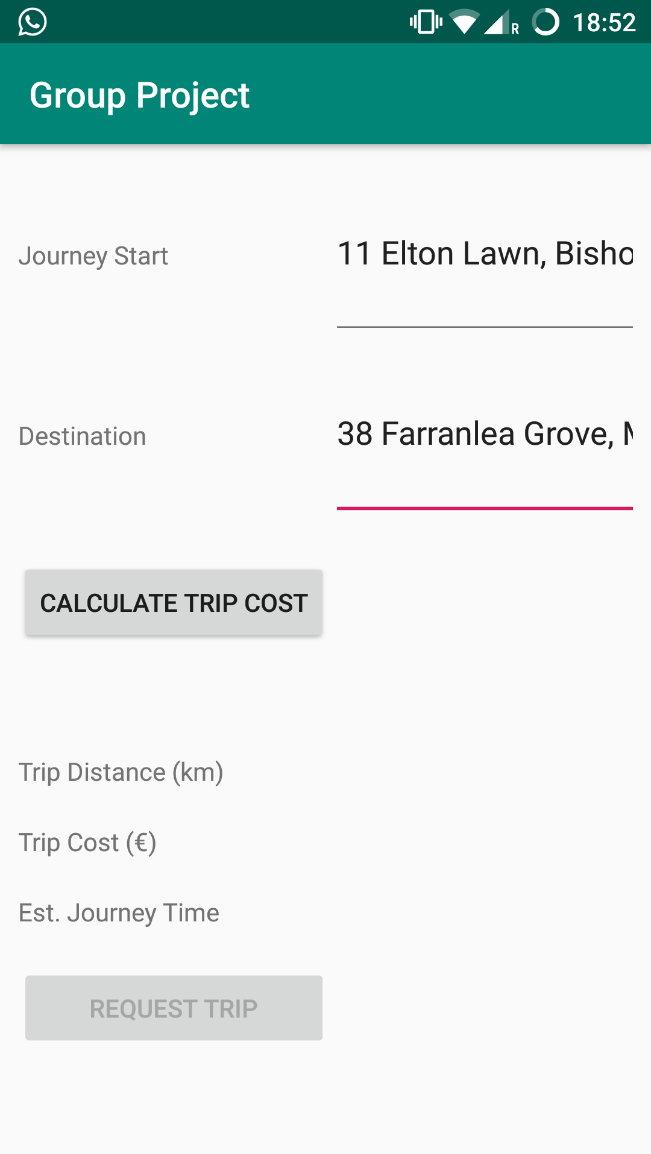 R 18:52
Group Project
Journey Start 11 Elton Lawn, Bisho
Destination 38 Farranlea Grove,
CALCULATE TRIP COST
Trip Distance (km)
Trip Cost (€)
Est. Journey Time
REQUEST TRIP